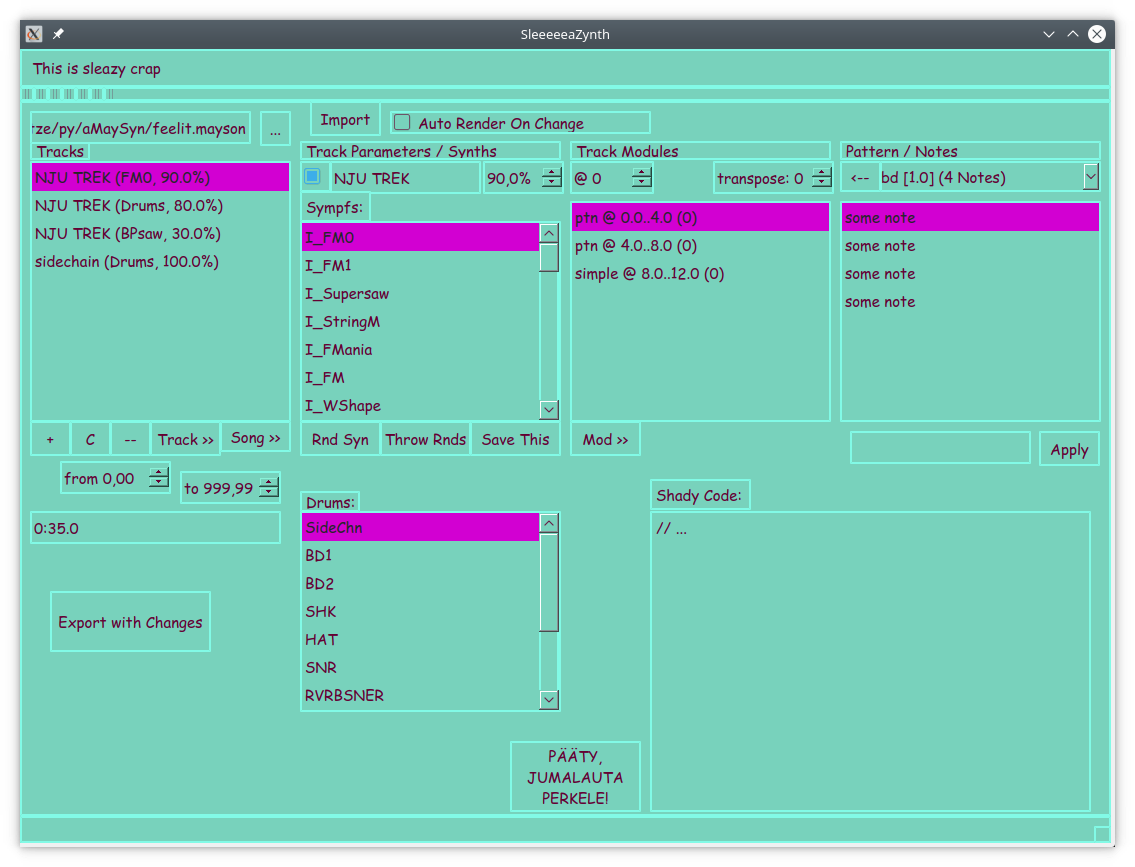 SleeeeeaZynth
This is sleazy crap
:ze/py/aMaySyn/feelit.mayson
...
Import
Auto Render On Change
Tracks
Track Parameters / Synths
Track Modules
Pattern / Notes
NJU TREK (FM0, 90.0%)
NJU TREK (Drums, 80.0%)
NJU TREK (BPsaw, 30.0%)
sidechain (Drums, 100.0%)
NJU TREK
90,0%
@ 0
transpose: 0
<--
bd [1.0] (4 Notes)
Sympfs:
I_FM0
I_FM1
I_Supersaw
I_StringM
I_FMania
I_FM
I_WShape
ptn @ 0.0..4.0 (0)
ptn @ 4.0..8.0 (0)
simple @ 8.0..12.0 (0)
some note
some note
some note
some note
+
C
--
Track >>
Song >>
Rnd Syn
Throw Rnds
Save This
Mod >>
Apply
from 0,00
to 999,99
0:35.0
Export with Changes
Drums:
SideChn
BD1
BD2
SHK
HAT
SNR
RVRBSNER
Shady Code:
// ...
PÄÄTY,
JUMALAUTA
PERKELE!